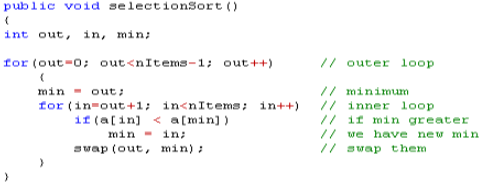 public void selectionSort()
{
int out, in, min;
for(out=0; out<nItems-1; out++) // outer loop
{
min = out; // minimum
for(in=out+1; in<nItems; in++) // inner loop
if(a[in] < a[min]) // if min greater
min = in; // we have new min
swap(out, min); // swap them
}
}